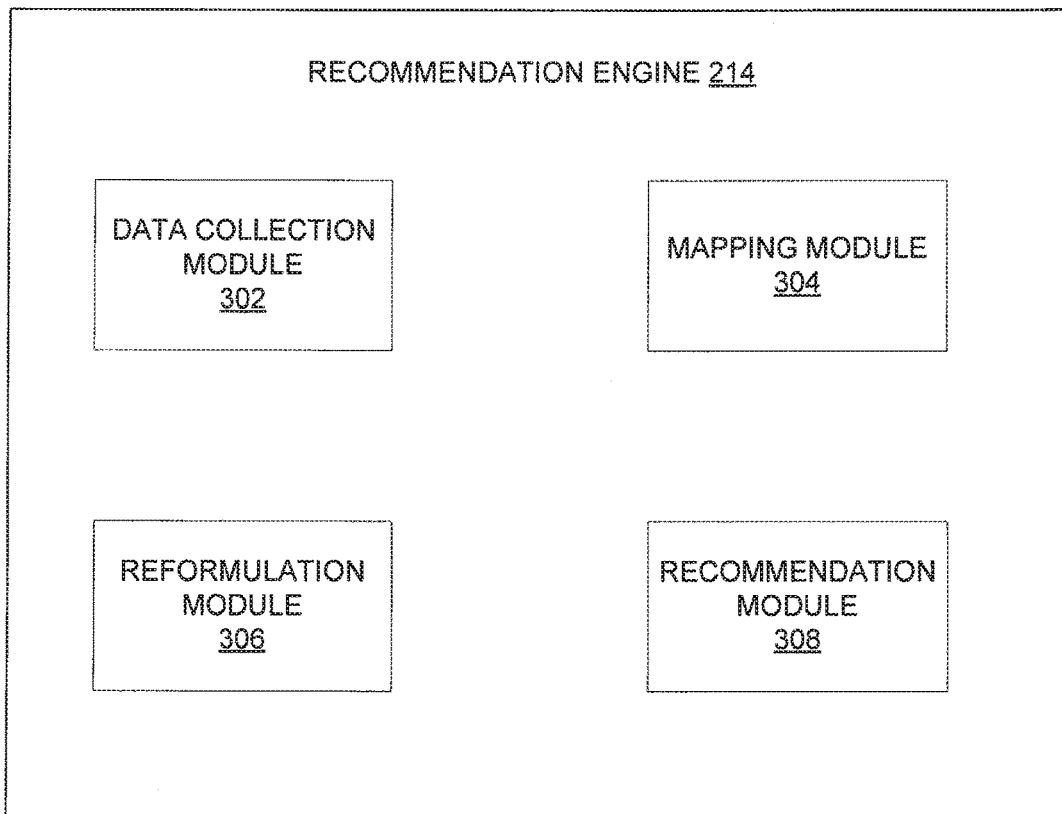 RECOMMENDATION ENGINE 214
DATA COLLECTION
MODULE
302
MAPPING MODULE
304
REFORMULATION
MODULE
306
RECOMMENDATION
MODULE
308